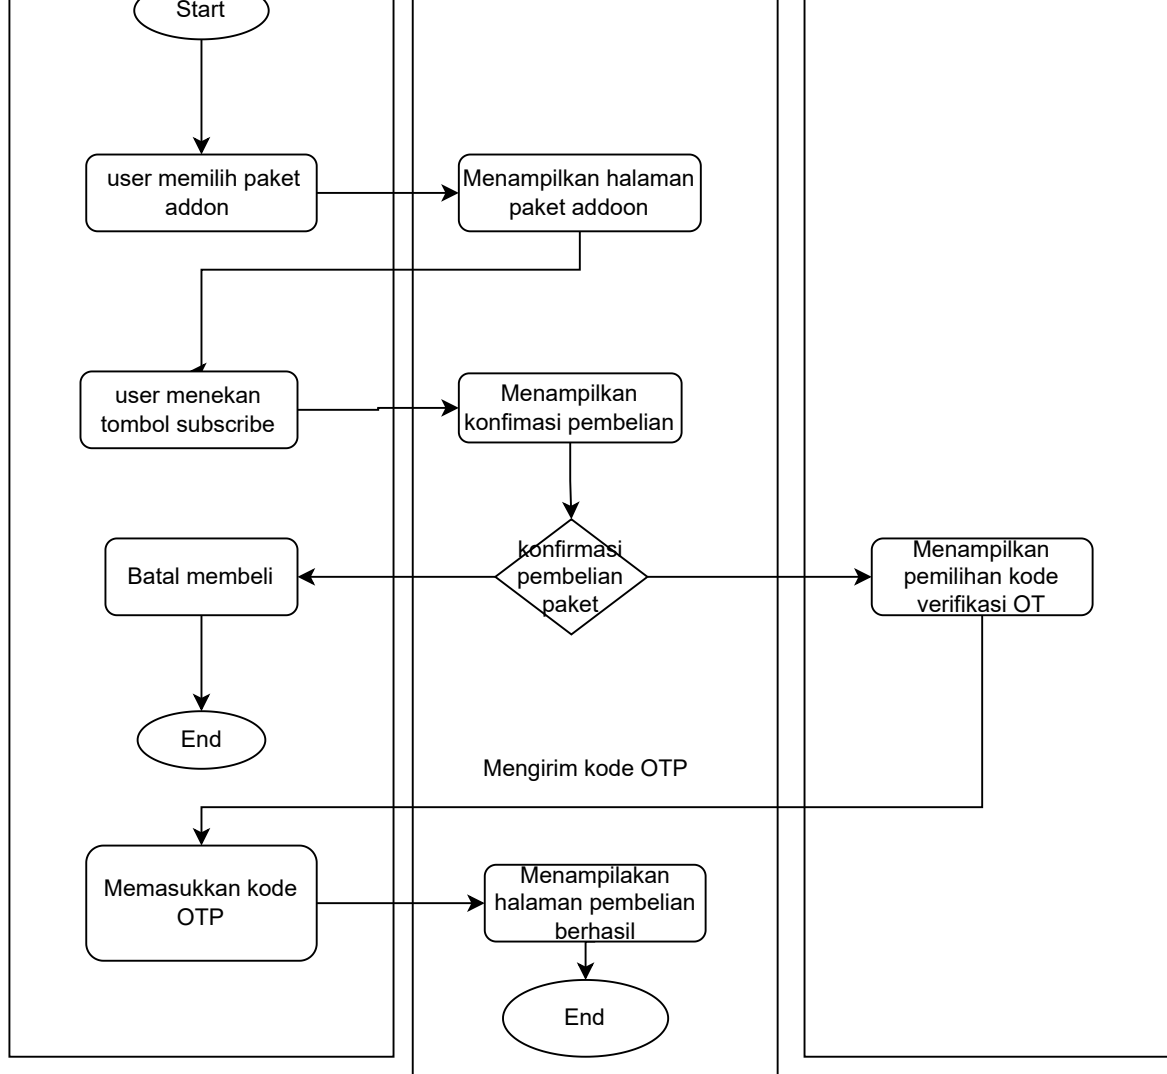 Start
user memilih paket
addon
Menampilkan halaman
paket addoon
user menekan
tombol subscribe
Menampilkan
konfimasi pembelian
Batal membeli
konfirmasi
pembelian
paket
Menampilkan
pemilihan kode
verifikasi OT
End
Mengirim kode OTP
Memasukkan kode
OTP
Menampilakan
halaman pembelian
berhasil
End